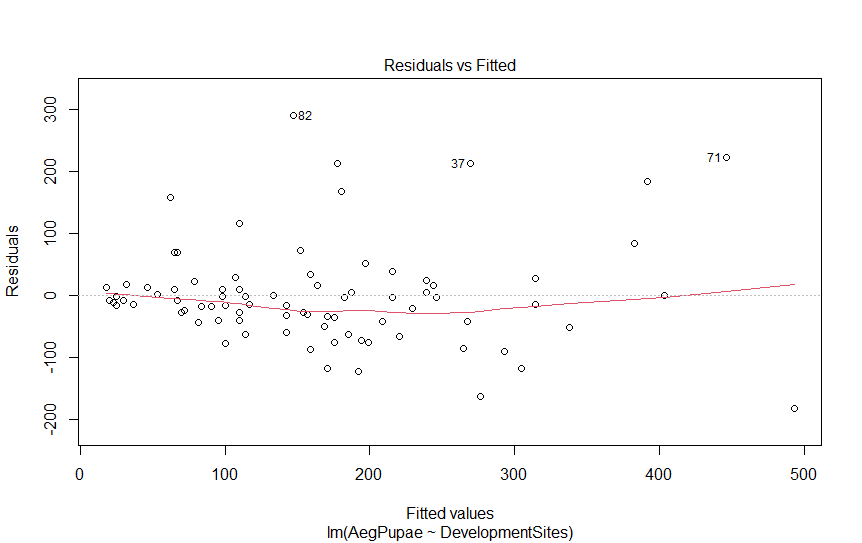 Residuals vs Fitted
Residuals
300
200
100
0
-100
-200
82
37
71
0 100 200 300 400 500
Fitted values
lm(AegPupae ~ DevelopmentSites)